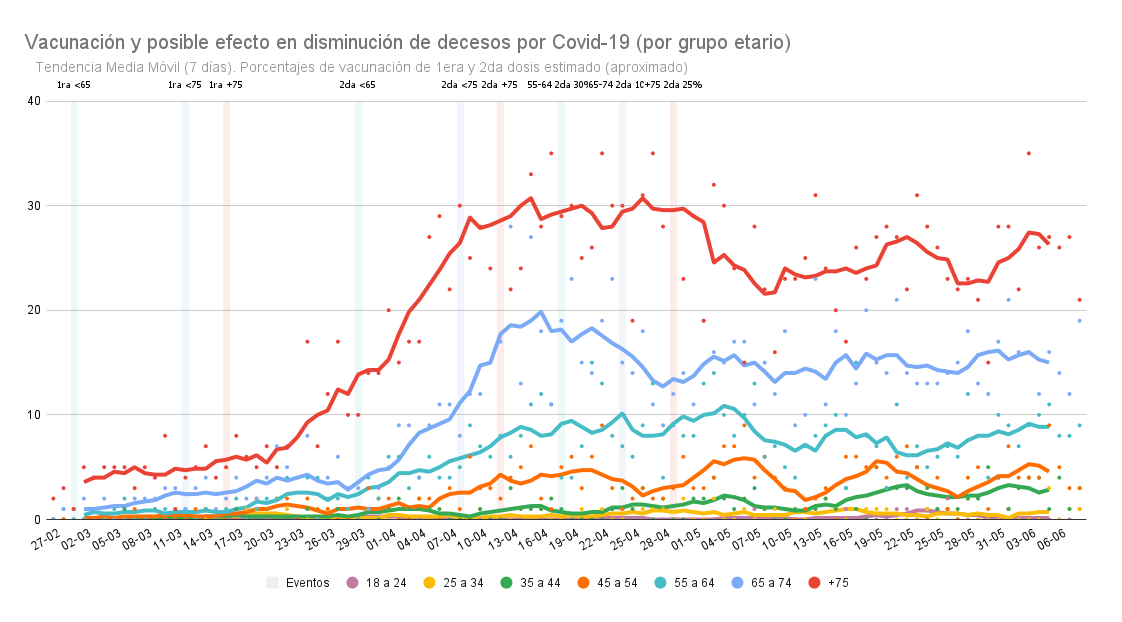 Vacunación y posible efecto en disminución de decesos por Covid-19 (por grupo etario)
Tendencia Media Móvil (7 días). Porcentajes de vacunación de 1era y 2da dosis estimado (aproximado)
1ra <65 1ra <75 1ra +75 2da <65 2da <75 2da +75 55-64 2da 30% 65-74 2da 10 +75 2da 25%
40
30
20
10
0
27-02 02-03 05-03 08-03 11-03 14-03 17-03 20-03 23-03 26-03 29-03 01-04 04-04 07-04 10-04 13-04 16-04 19-04 22-04 25-04 28-04 01-05 04-05 07-05 10-05 13-05 16-05 19-05 22-05 25-05 28-05 31-05 03-06 06-06
Eventos 18 a 24 25 a 34 35 a 44 45 a 54 55 a 64 65 a 74 +75